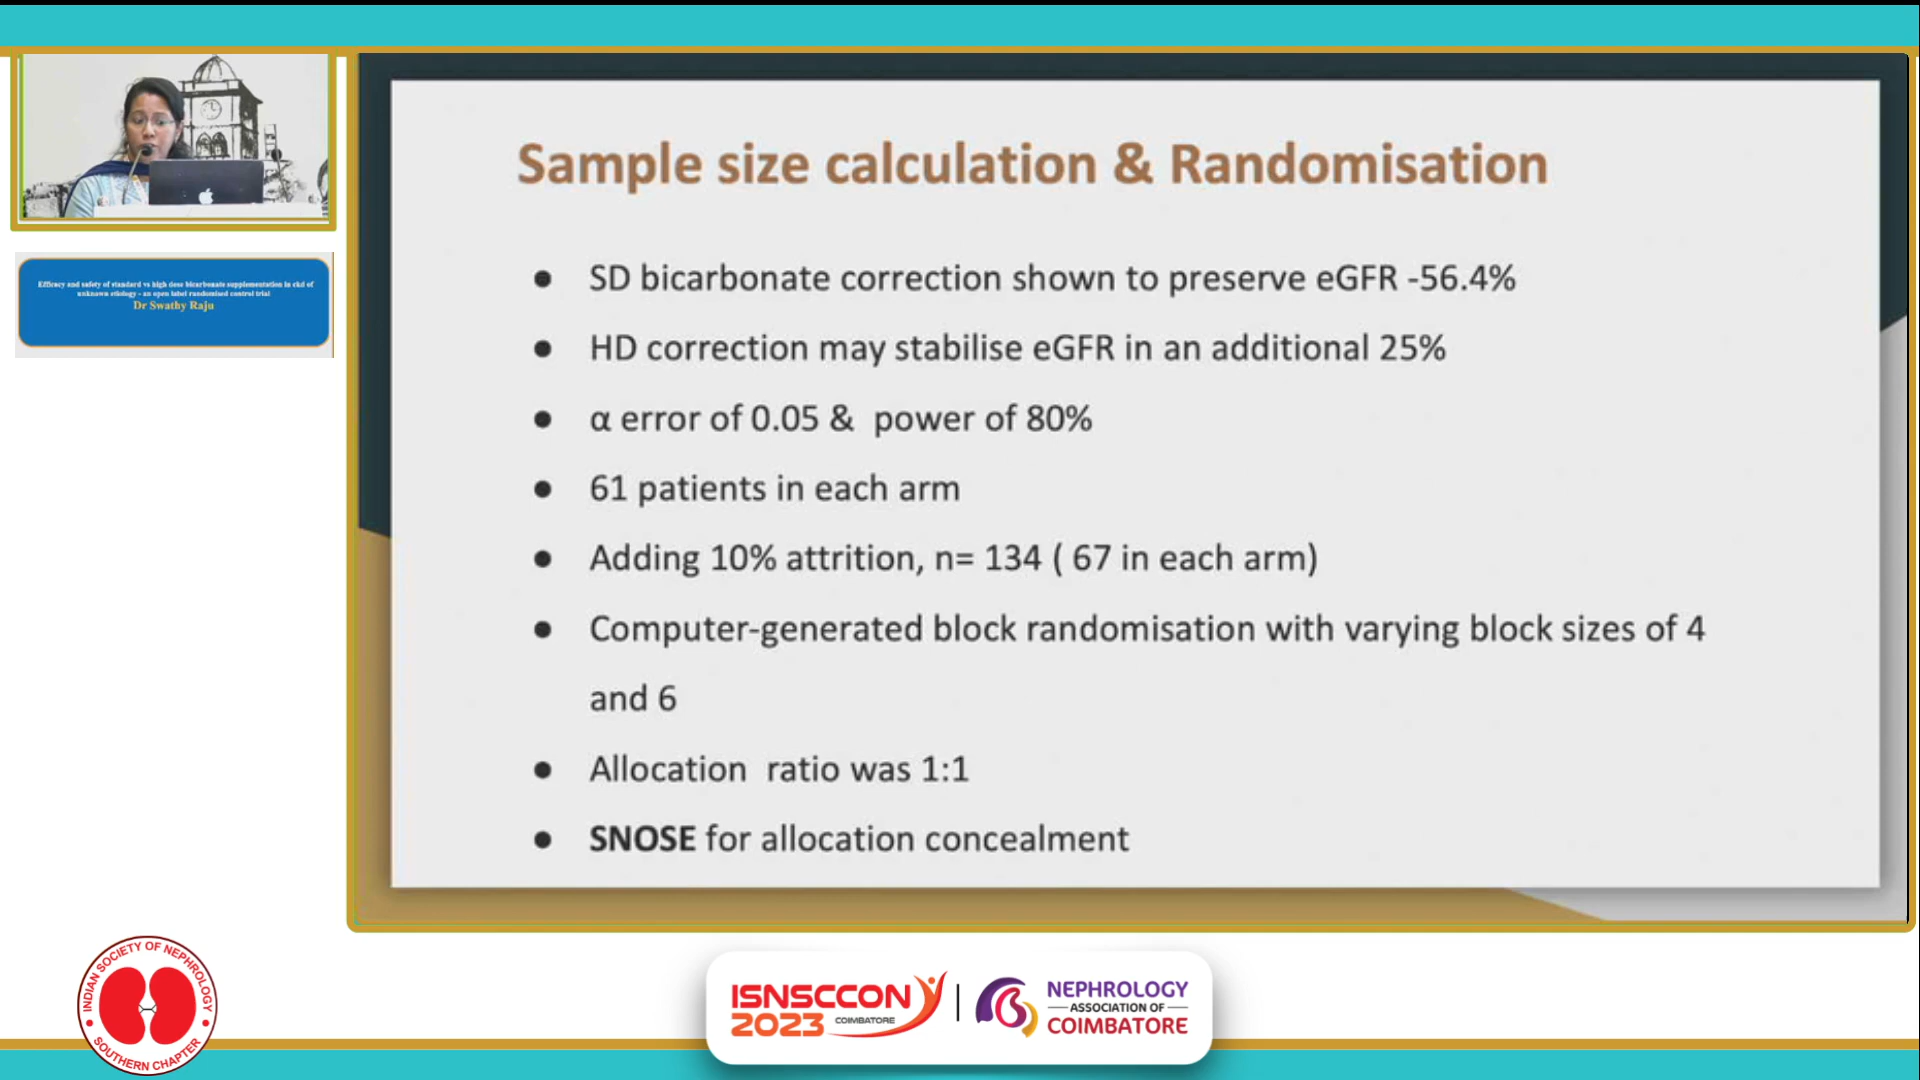 Sample size calculation & Randomisation
● SD bicarbonate correction shown to preserve eGFR -56.4%
● HD correction may stabilise eGFR in an additional 25%
● α error of 0.05 &  power of 80%
● 61 patients in each arm
● Adding 10% attrition, n= 134 ( 67 in each arm)
● Computer-generated block randomisation with varying block sizes of 4
and 6
● Allocation  ratio was 1:1
● SNOSE for allocation concealment
Efficacy and safety of standard vs high dose bicarbonate supplementation in ckd of
unknown etiology - an open label randomised control trial
Dr Swathy Raju
INDIAN SOCIETY OF NEPHROLOGY
SOUTHERN CHAPTER
ISNSCCON
2023 COIMBATORE
NEPHROLOGY
ASSOCIATION OF
COIMBATORE